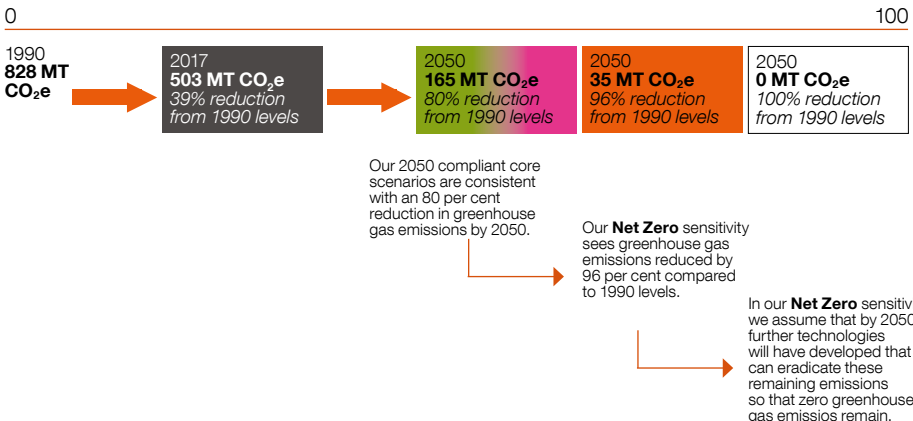 0
100
1990
828 MT
CO₂e
2017
503 MT CO₂e
39% reduction
from 1990 levels
2050
165 MT CO₂e
80% reduction
from 1990 levels
2050
35 MT CO₂e
96% reduction
from 1990 levels
2050
0 MT CO₂e
100% reduction
from 1990 levels
Our 2050 compliant core
scenarios are consistent
with an 80 per cent
reduction in greenhouse
gas emissions by 2050.
Our Net Zero sensitivity
sees greenhouse gas
emissions reduced by
96 per cent compared
to 1990 levels.
In our Net Zero sensitiv
we assume that by 2050
further technologies
will have developed that
can eradicate these
remaining emissions
so that zero greenhouse
gas emissios remain.